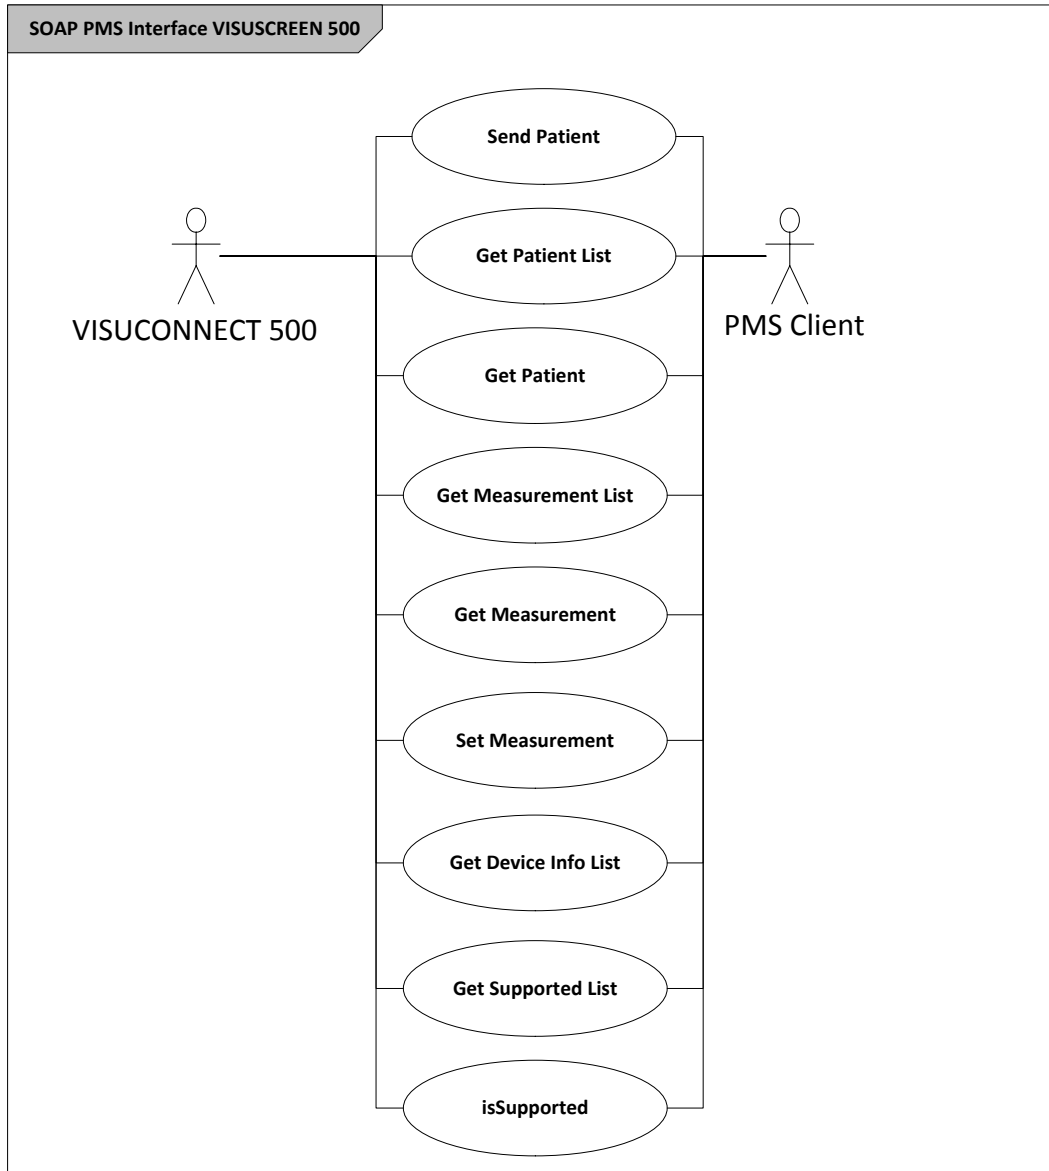 SOAP PMS Interface VISUSCREEN 500
Send Patient
Get Patient List
VISUCONNECT 500
PMS Client
Get Patient
Get Measurement List
Get Measurement
Set Measurement
Get Device Info List
Get Supported List
isSupported